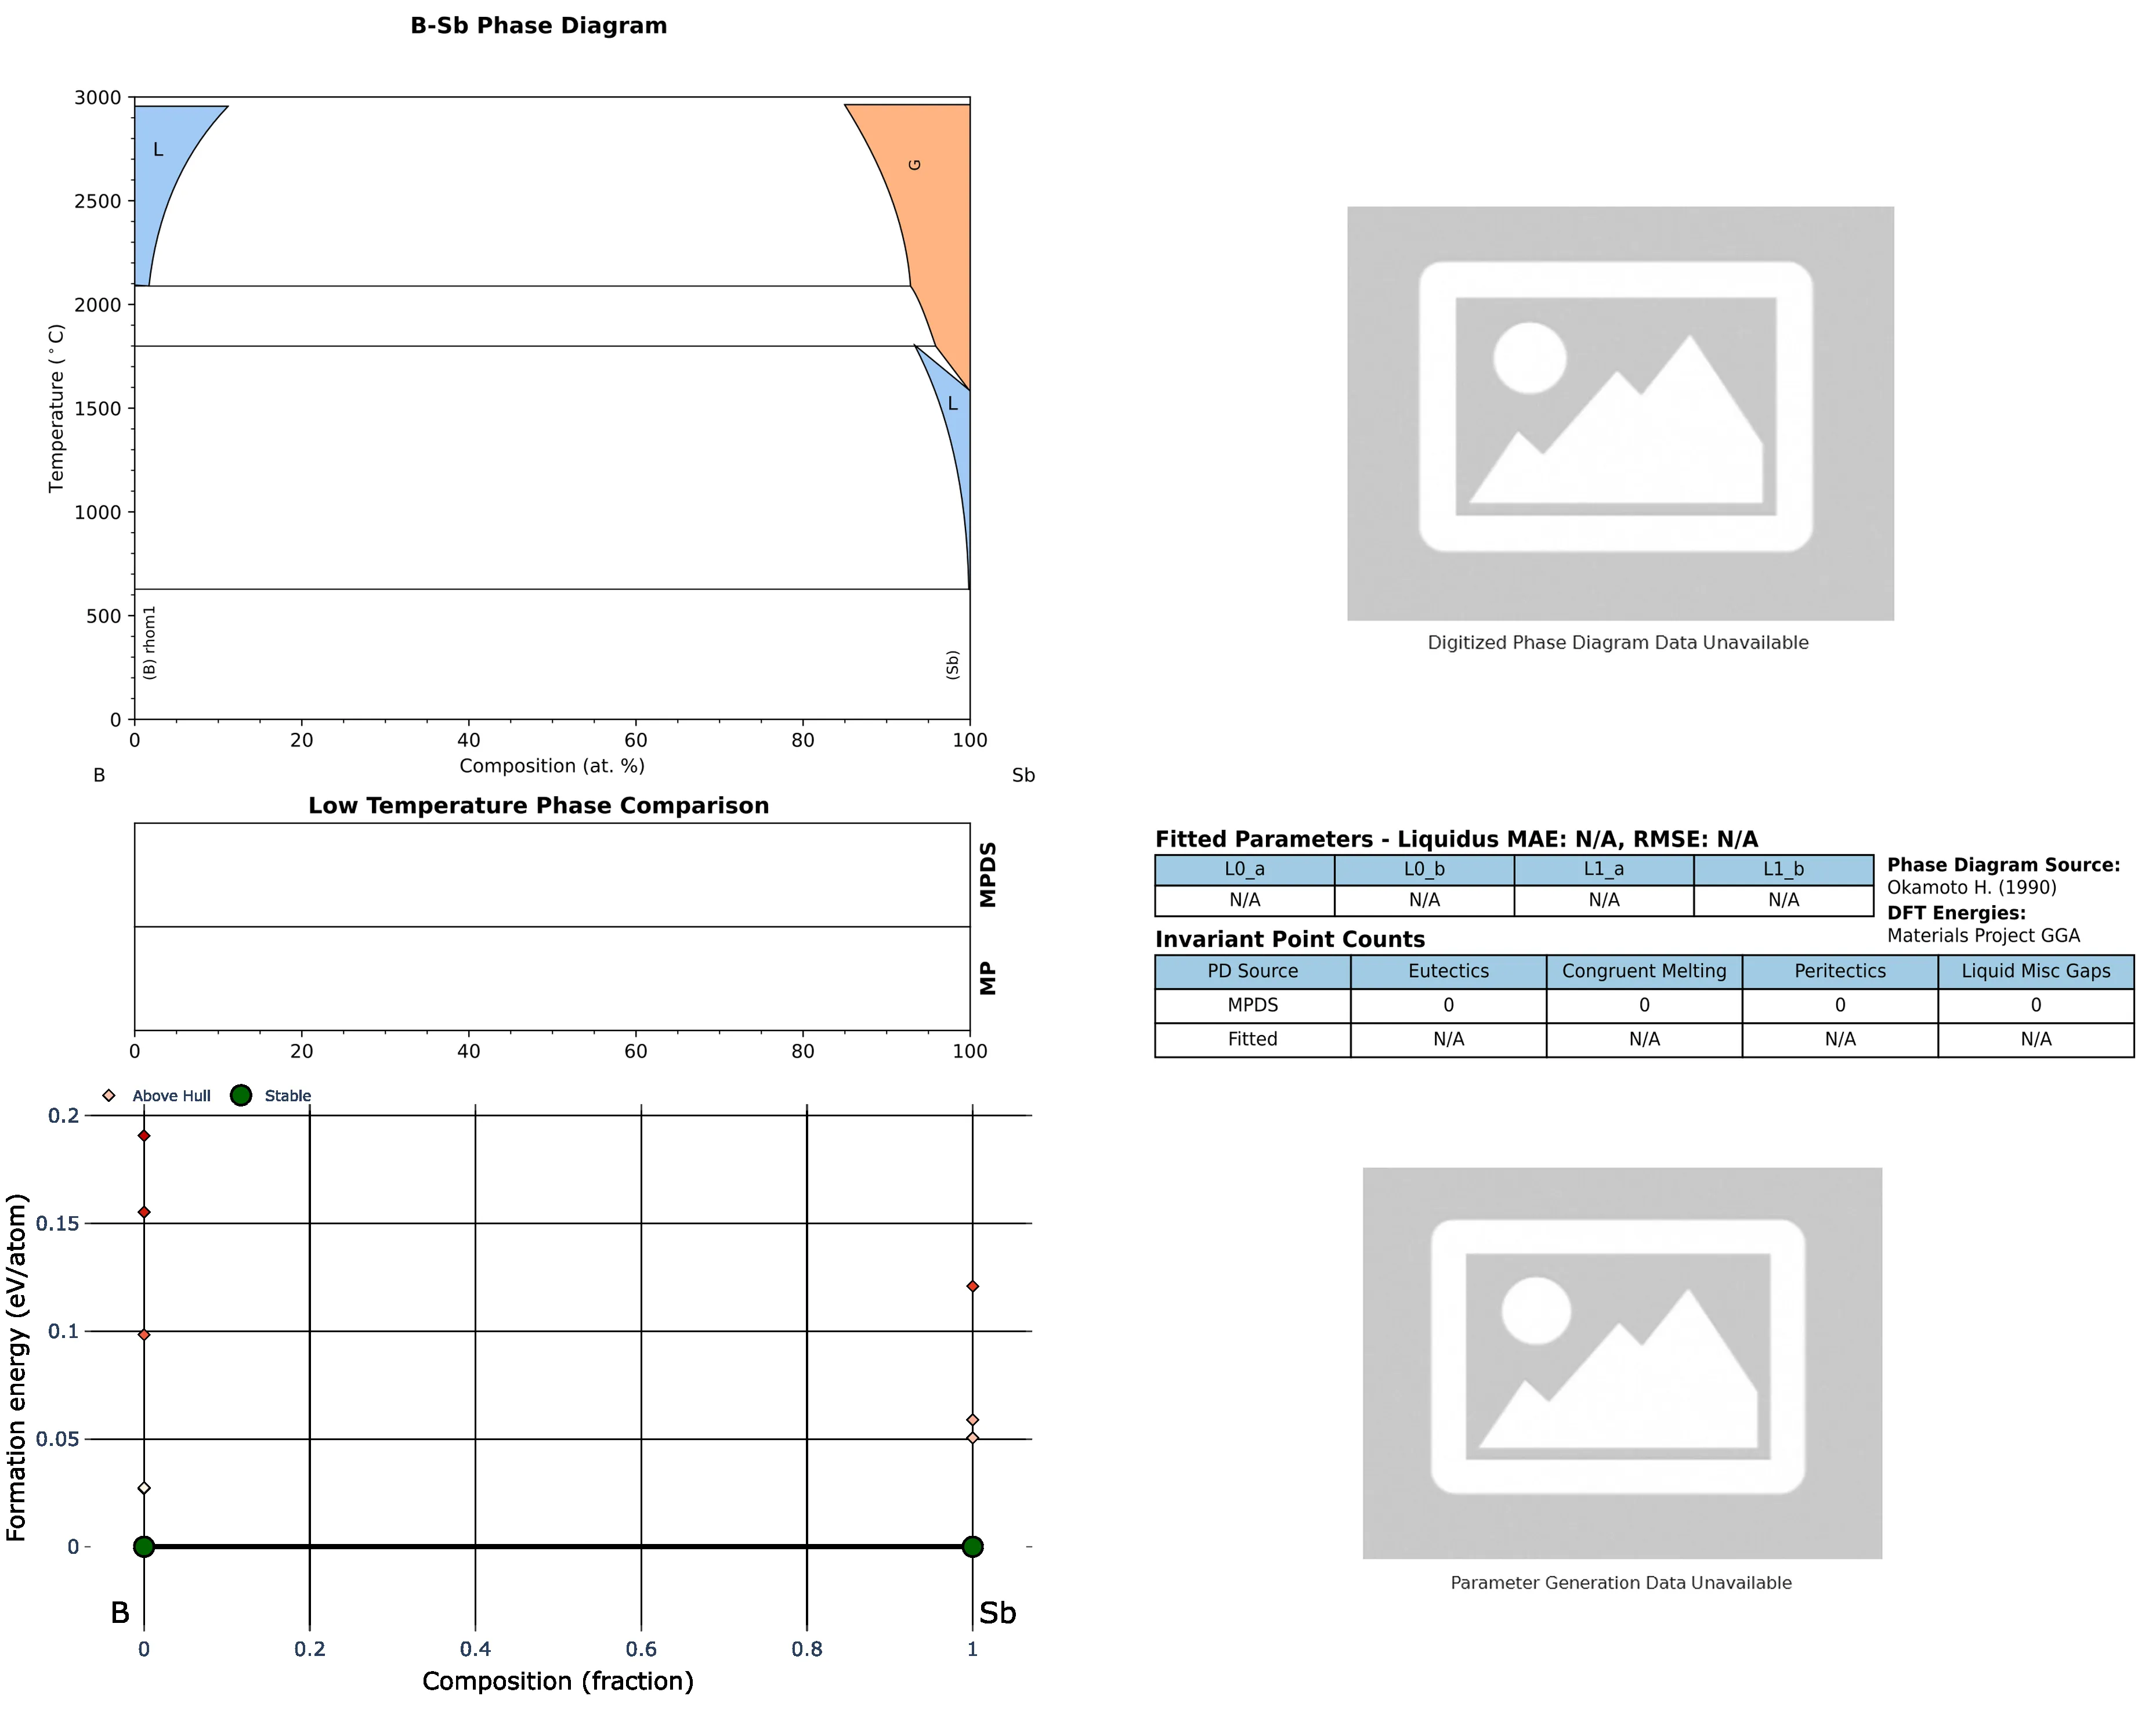 B-Sb Phase Diagram
3000
2500
2000
1500
1000
500
0
Temperature (°C)
L
G
L
(B) rhom1
(Sb)
0 20 40 60 80 100
Composition (at. %)
B Sb
Digitized Phase Diagram Data Unavailable
Low Temperature Phase Comparison
MPDS
MP
0 20 40 60 80 100
Fitted Parameters - Liquidus MAE: N/A, RMSE: N/A
L0_a L0_b L1_a L1_b
N/A N/A N/A N/A
Phase Diagram Source:
Okamoto H. (1990)
DFT Energies:
Materials Project GGA
Invariant Point Counts
PD Source Eutectics Congruent Melting Peritectics Liquid Misc Gaps
MPDS 0 0 0 0
Fitted N/A N/A N/A N/A
Above Hull Stable
0.2
0.15
0.1
0.05
0
Formation energy (eV/atom)
B Sb
0 0.2 0.4 0.6 0.8 1
Composition (fraction)
Parameter Generation Data Unavailable